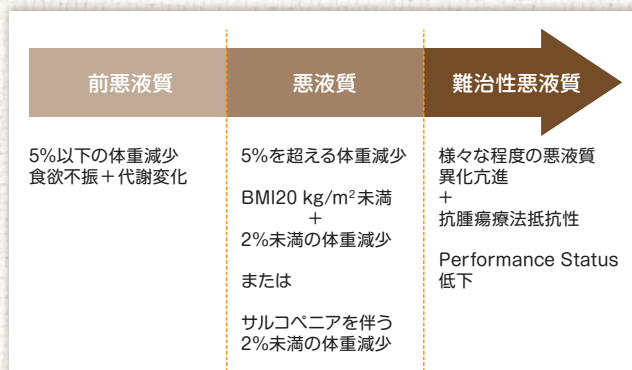 前悪液質
悪液質
難治性悪液質
5%以下の体重減少
食欲不振+代謝変化
5%を超える体重減少
BMI20 kg/m²未満
+
2%未満の体重減少
または
サルコペニアを伴う
2%未満の体重減少
様々な程度の悪液質
異化亢進
+
抗腫瘍療法抵抗性
Performance Status
低下